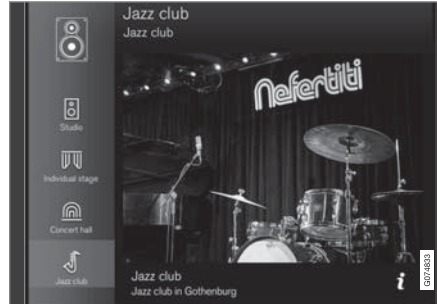 Jazz club
Jazz club
Nefertiti
Studio
Individual stage
Concert hall
Jazz club
Jazz club
Jazz club in Gothenburg
i
G074833